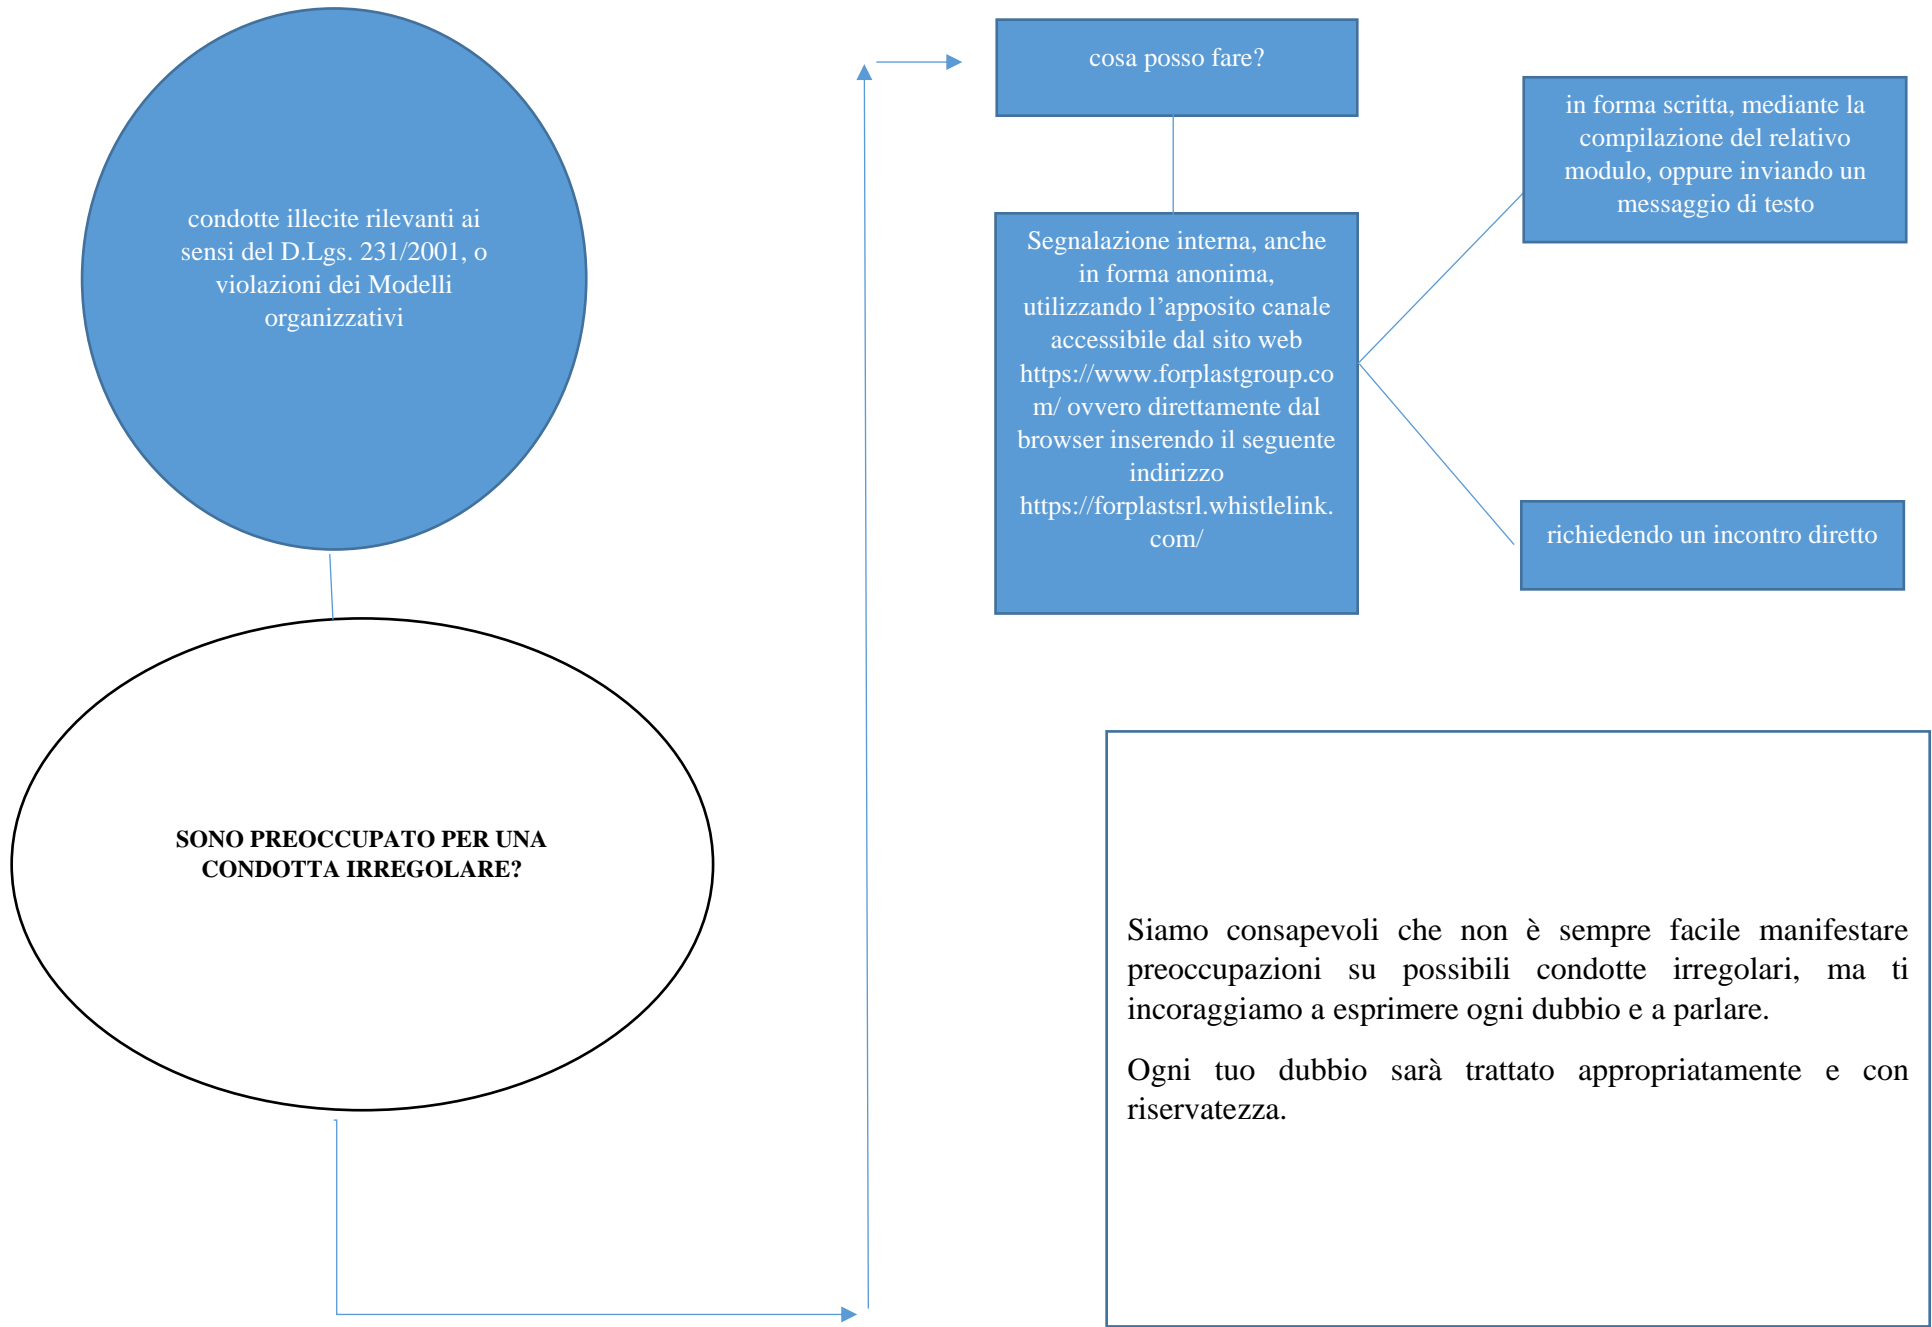 condotte illecite rilevanti ai
sensi del D.Lgs. 231/2001, o
violazioni dei Modelli
organizzativi
SONO PREOCCUPATO PER UNA
CONDOTTA IRREGOLARE?
cosa posso fare?
Segnalazione interna, anche
in forma anonima,
utilizzando l’apposito canale
accessibile dal sito web
https://www.forplastgroup.co
m/ ovvero direttamente dal
browser inserendo il seguente
indirizzo
https://forplastsrl.whistlelink.
com/
in forma scritta, mediante la
compilazione del relativo
modulo, oppure inviando un
messaggio di testo
richiedendo un incontro diretto
Siamo consapevoli che non è sempre facile manifestare
preoccupazioni su possibili condotte irregolari, ma ti
incoraggiamo a esprimere ogni dubbio e a parlare.
Ogni tuo dubbio sarà trattato appropriatamente e con
riservatezza.